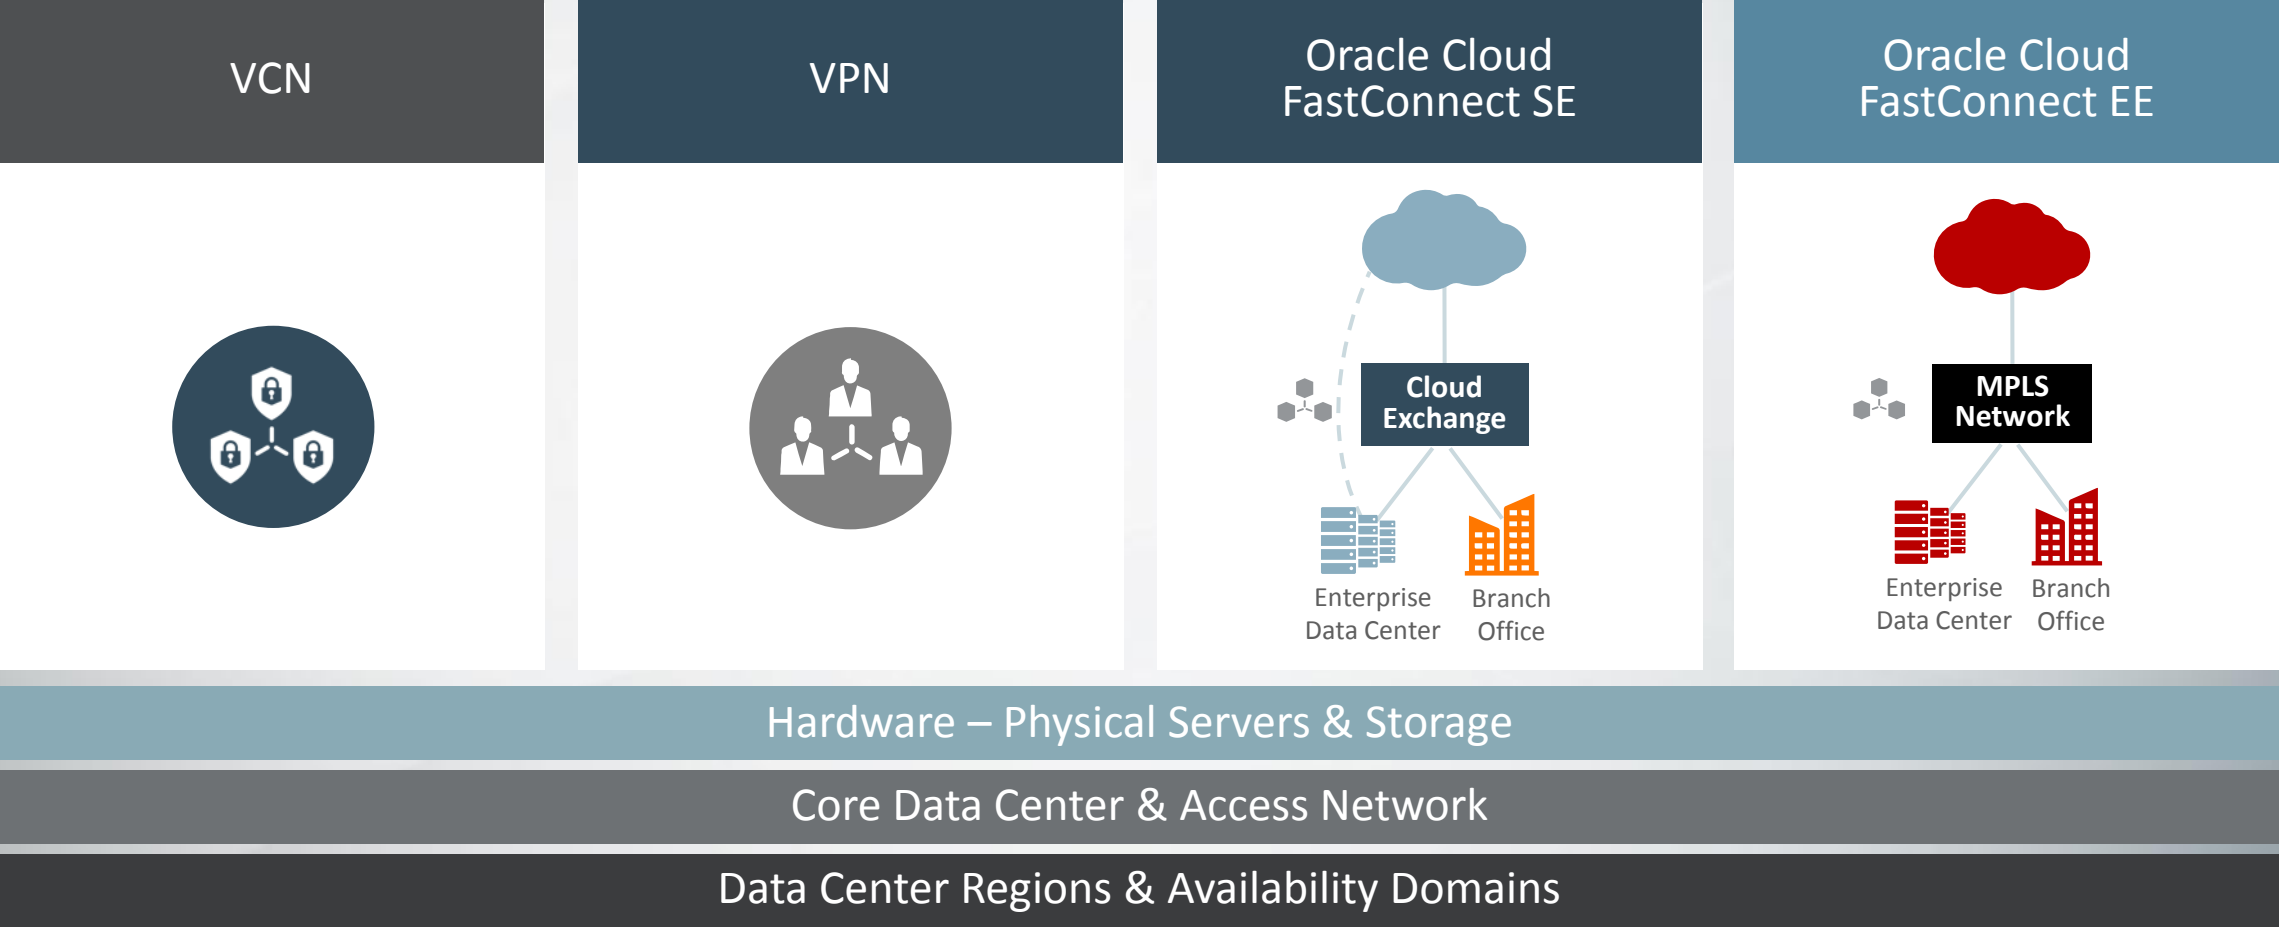 VCN
VPN
Oracle Cloud
FastConnect SE
Oracle Cloud
FastConnect EE
Cloud
Exchange
Enterprise
Data Center
Branch
Office
MPLS
Network
Enterprise
Data Center
Branch
Office
Hardware – Physical Servers & Storage
Core Data Center & Access Network
Data Center Regions & Availability Domains